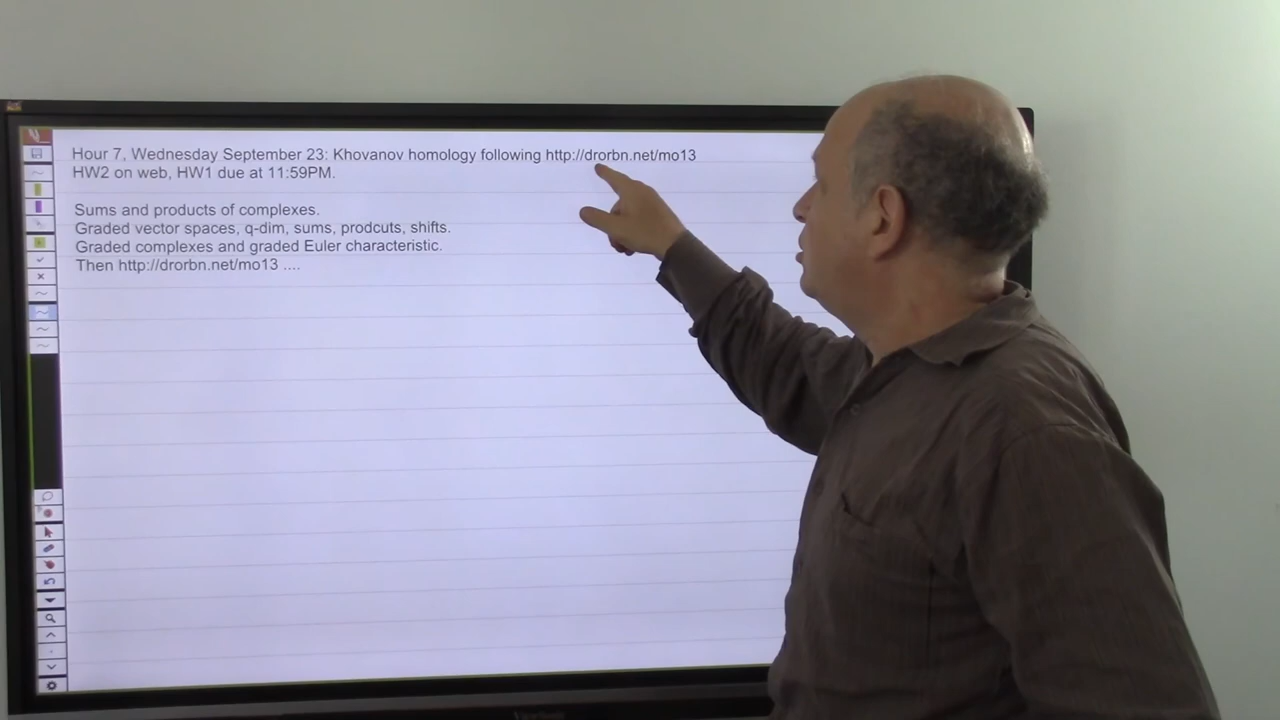 Hour 7, Wednesday September 23: Khovanov homology following http://drorbn.net/mo13
HW2 on web, HW1 due at 11:59PM.
Sums and products of complexes.
Graded vector spaces, q-dim, sums, prodcuts, shifts.
Graded complexes and graded Euler characteristic.
Then http://drorbn.net/mo13 ....